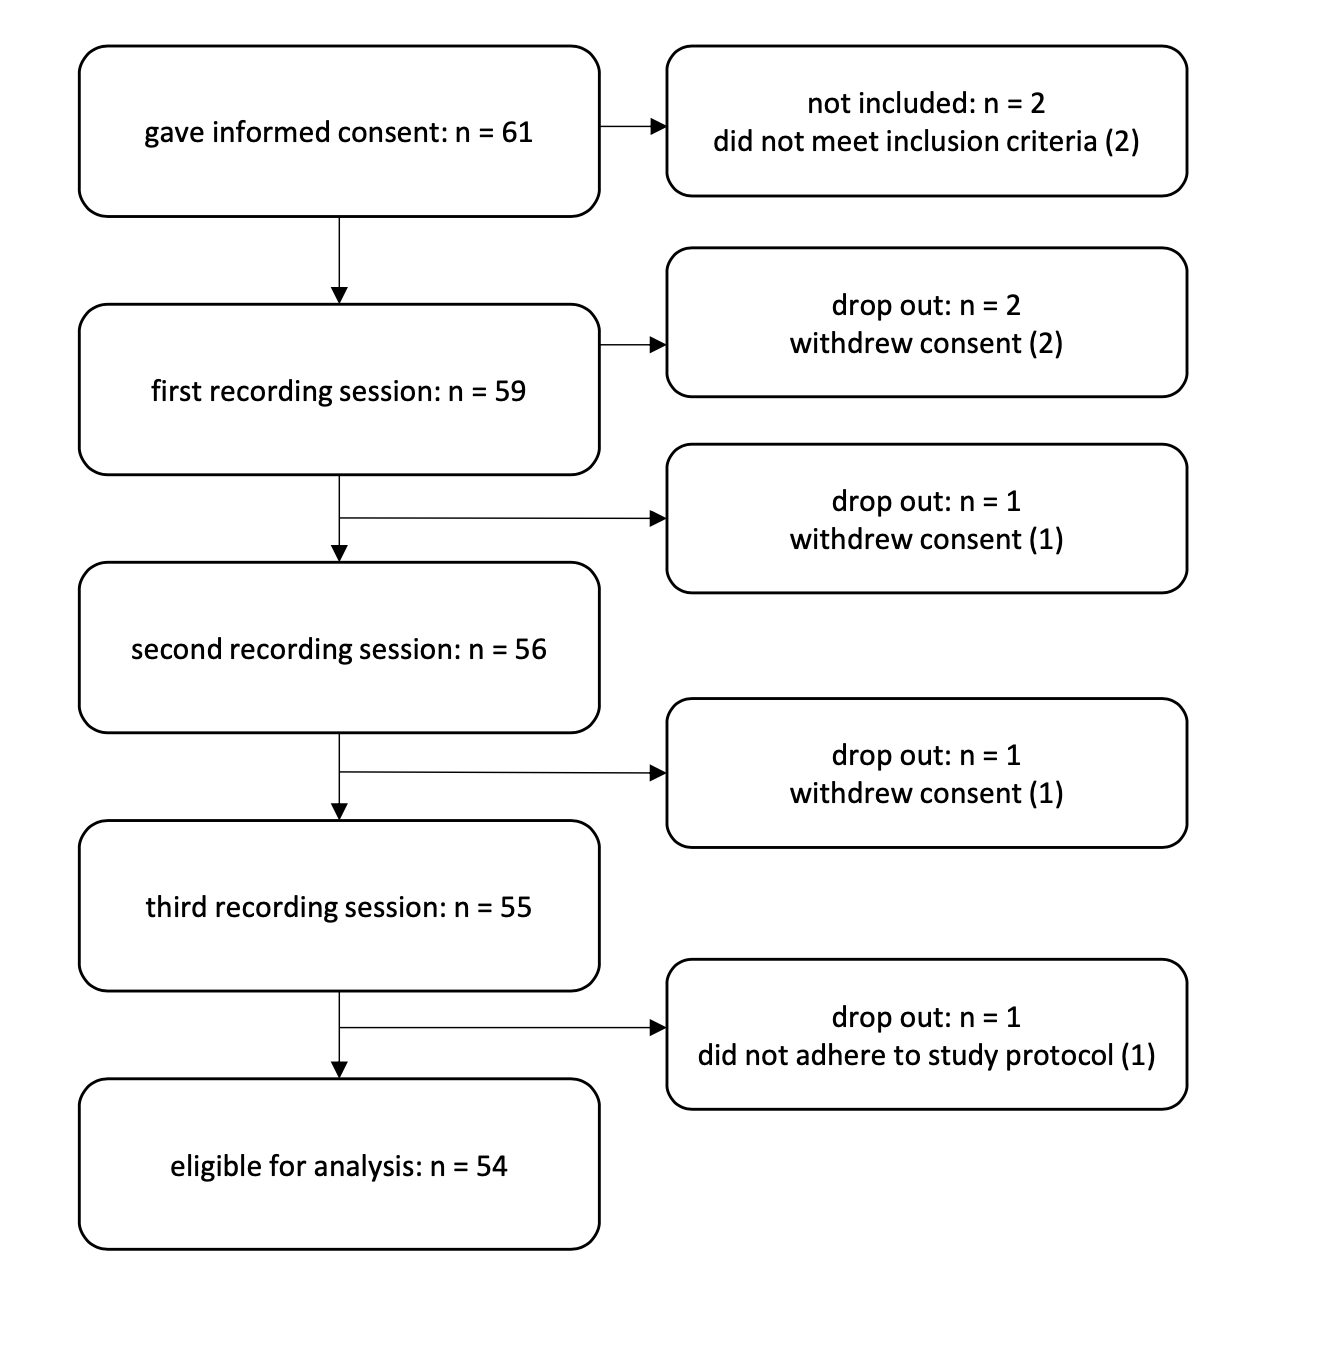 gave informed consent: n = 61
not included: n = 2
did not meet inclusion criteria (2)
first recording session: n = 59
drop out: n = 2
withdrew consent (2)
drop out: n = 1
withdrew consent (1)
second recording session: n = 56
drop out: n = 1
withdrew consent (1)
third recording session: n = 55
drop out: n = 1
did not adhere to study protocol (1)
eligible for analysis: n = 54